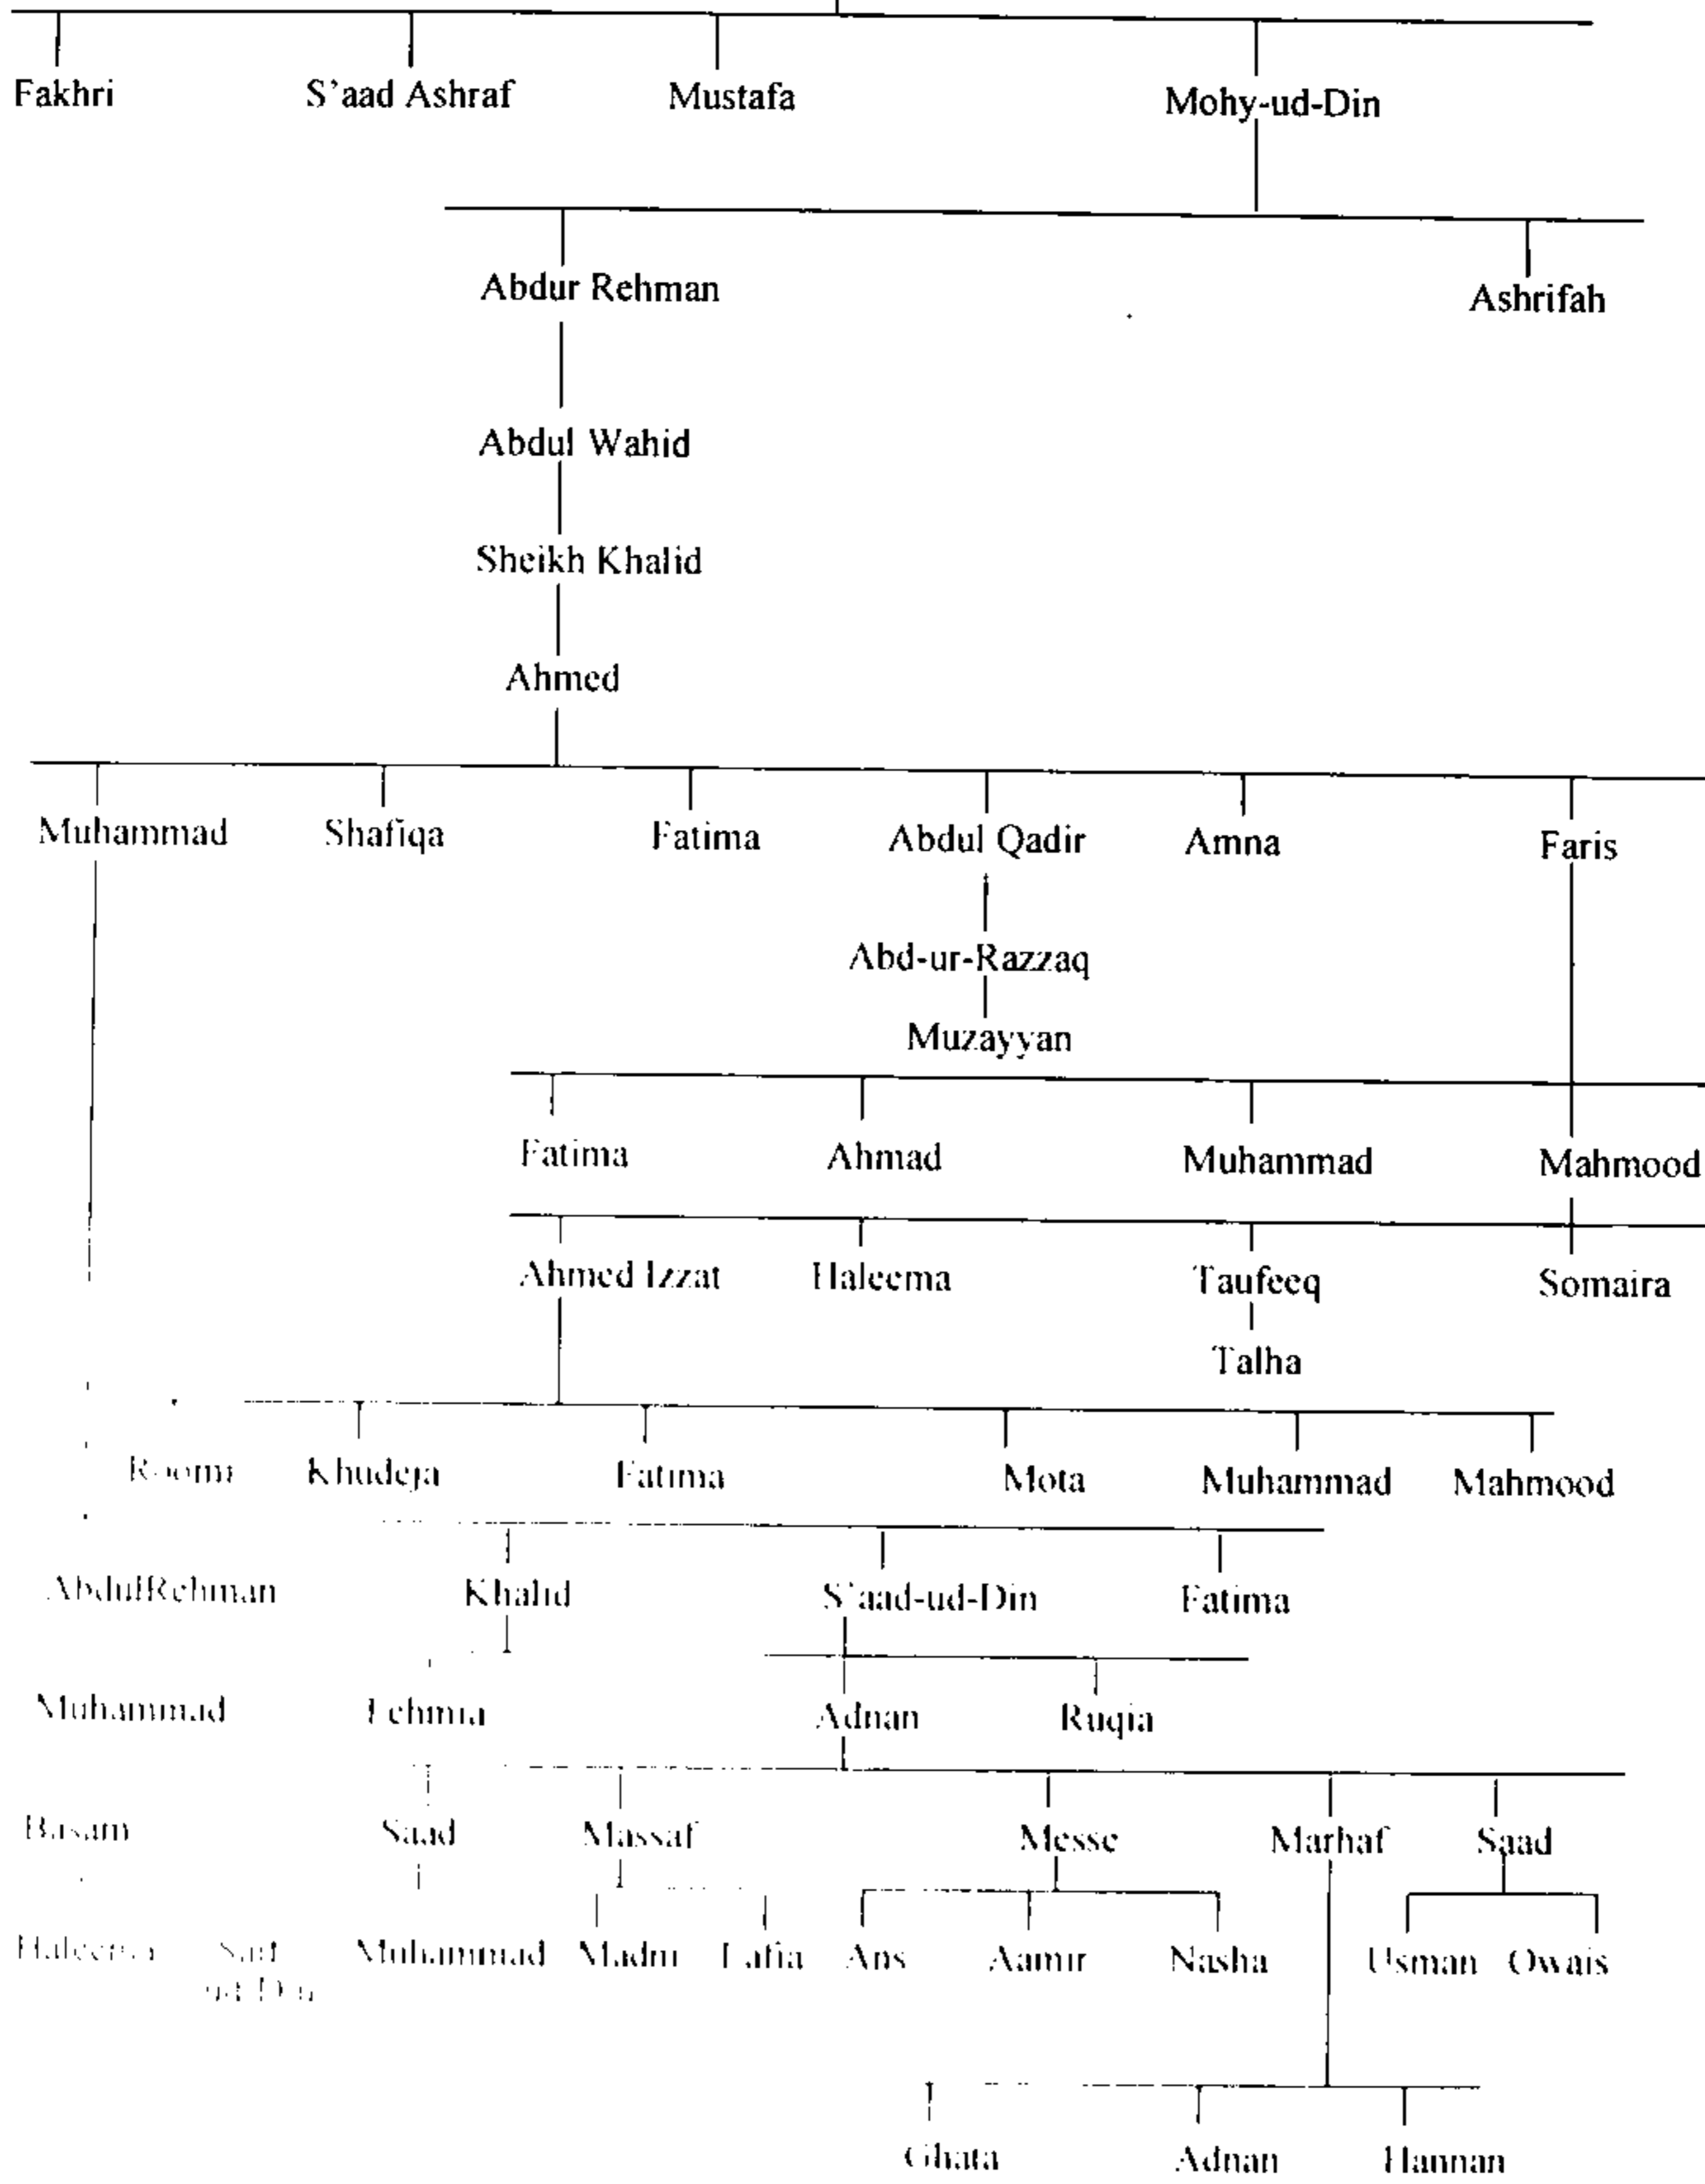 Fakhri S'aad Ashraf Mustafa Mohy-ud-Din
Abdur Rehman Ashrifah
Abdul Wahid
Sheikh Khalid
Ahmed
Muhammad Shafiqa Fatima Abdul Qadir Amna Faris
Abd-ur-Razzaq
Muzayyan
Fatima Ahmad Muhammad Mahmood
Ahmed Izzat Haleema Taufeeq Somaira
Talha
Roomi Khudeja Fatima Mota Muhammad Mahmood
AbdulRehman Khalid S'aad-ud-Din Fatima
Muhammad Fehmia Adnan Ruqia
Basam Saad Massaf Messe Marhaf Saad
Haleema Muhammad Madni Lafia Ans Aamir Nasha Usman Owais
Adnan Hannan